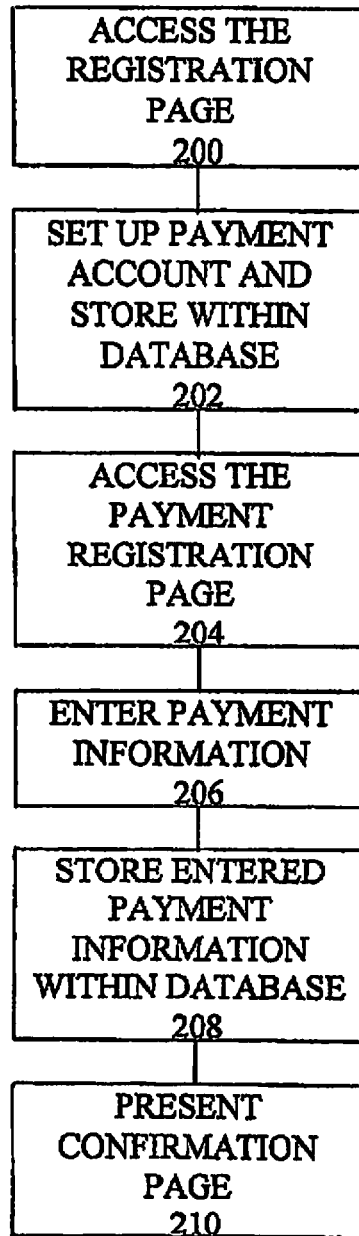 ACCESS THE
REGISTRATION
PAGE
200
SET UP PAYMENT
ACCOUNT AND
STORE WITHIN
DATABASE
202
ACCESS THE
PAYMENT
REGISTRATION
PAGE
204
ENTER PAYMENT
INFORMATION
206
STORE ENTERED
PAYMENT
INFORMATION
WITHIN DATABASE
208
PRESENT
CONFIRMATION
PAGE
210